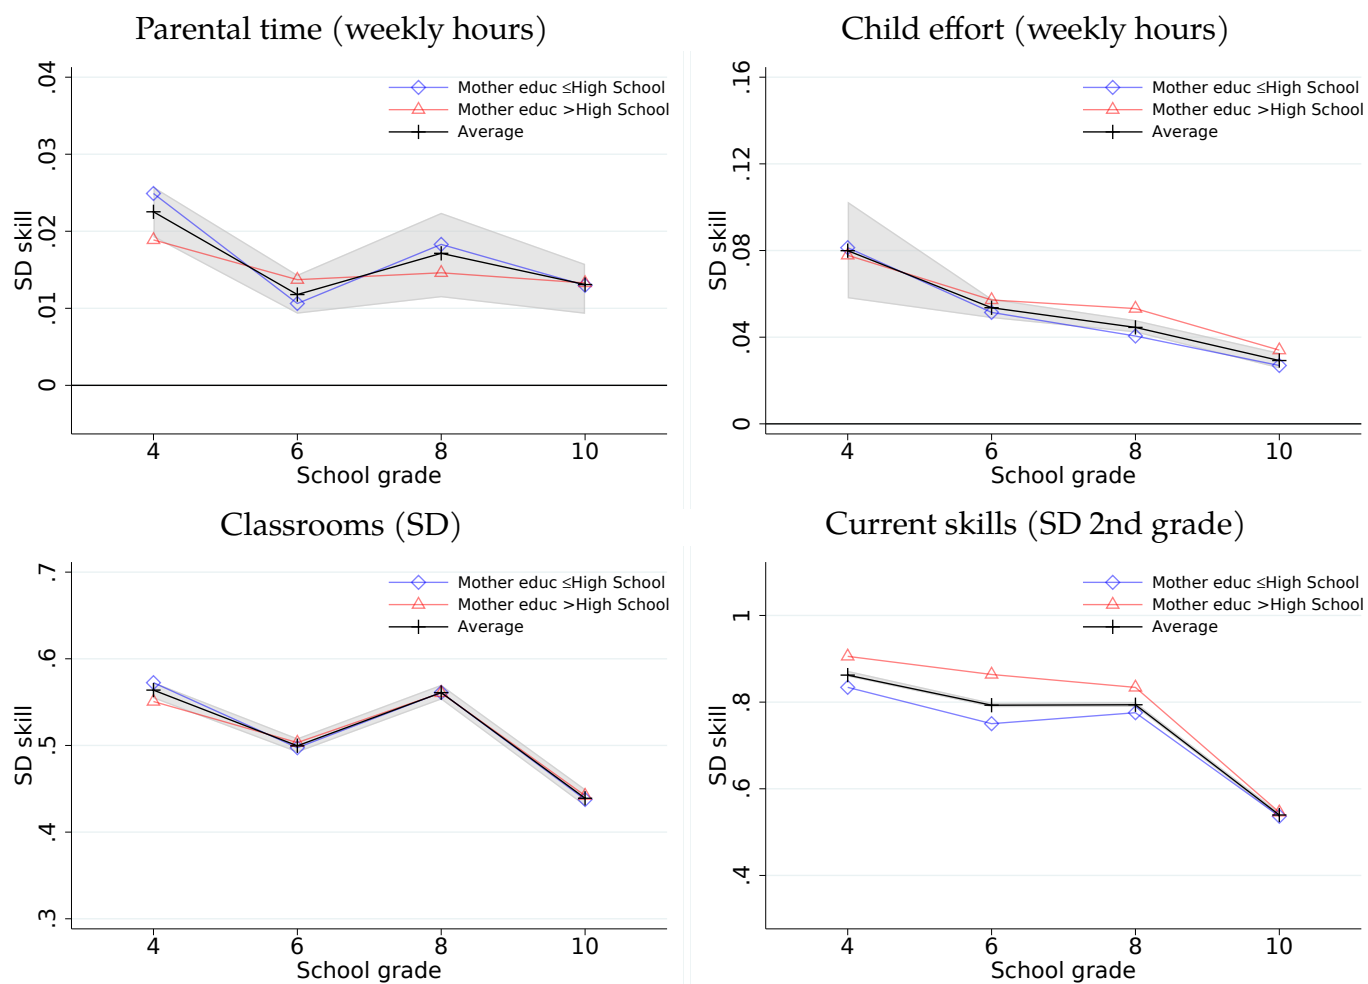 Parental time (weekly hours)
SD skill
.04
.03
.02
.01
0
Mother educ ≤High School
Mother educ >High School
Average
4 6 8 10
School grade
Child effort (weekly hours)
SD skill
.16
.12
.08
.04
0
Mother educ ≤High School
Mother educ >High School
Average
4 6 8 10
School grade
Classrooms (SD)
SD skill
.7
.6
.5
.4
.3
Mother educ ≤High School
Mother educ >High School
Average
4 6 8 10
School grade
Current skills (SD 2nd grade)
SD skill
1
.8
.6
.4
Mother educ ≤High School
Mother educ >High School
Average
4 6 8 10
School grade